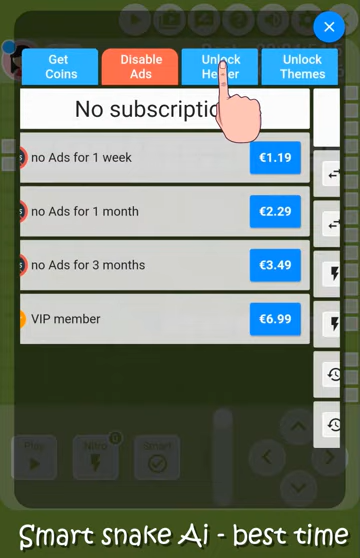 Get
Coins
Disable
Ads
Unlock
Unlock
Themes
No
no Ads for 1 week
€1.19
no Ads for 1 month
€2.29
no Ads for 3 months
€3.49
VIP member
€6.99
Play
Nitro
0
Smart
Smart snake Ai - best time